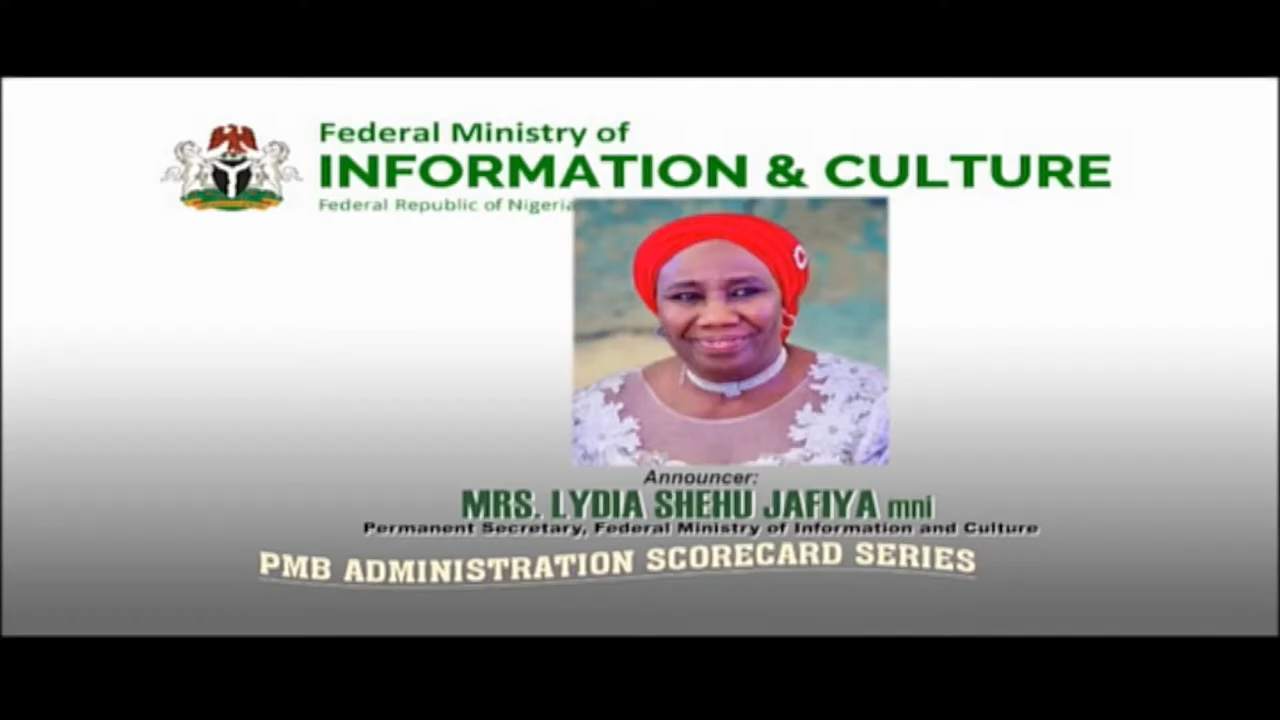 Federal Ministry of
INFORMATION & CULTURE
Federal Republic of Nigeria
Announcer:
MRS. LYDIA SHEHU JAFIYA mni
Permanent Secretary, Federal Ministry of Information and Culture
PMB ADMINISTRATION SCORECARD SERIES